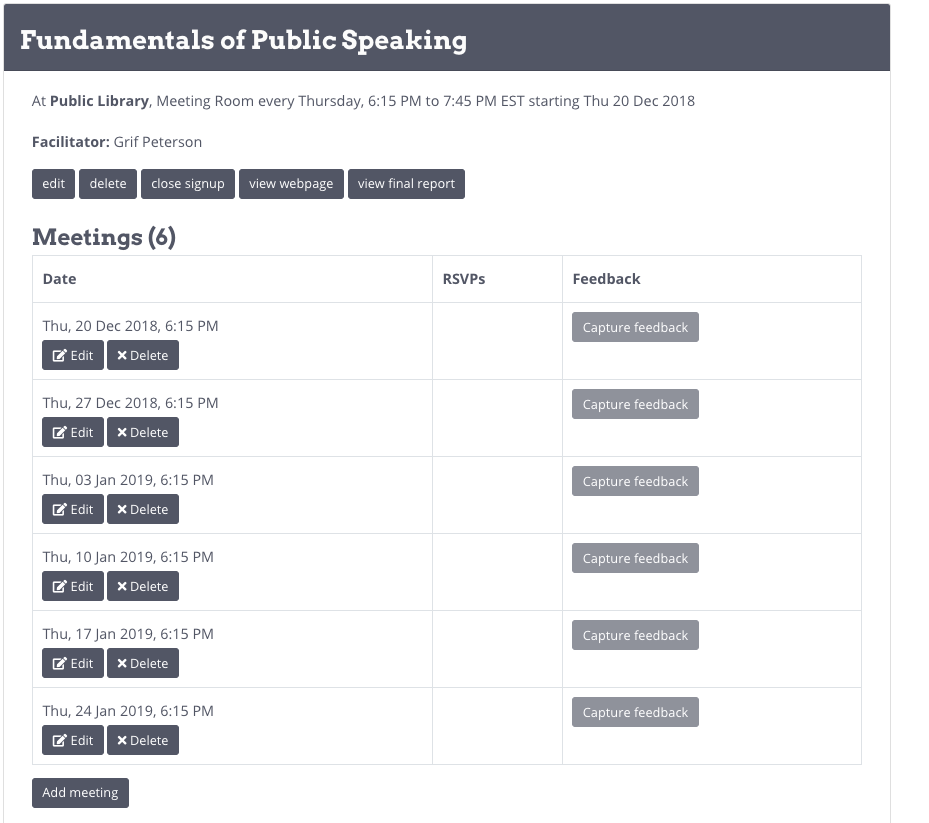 Fundamentals of Public Speaking
At Public Library, Meeting Room every Thursday, 6:15 PM to 7:45 PM EST starting Thu 20 Dec 2018
Facilitator: Grif Peterson
edit delete close signup view webpage view final report
Meetings (6)
Date RSVPs Feedback
Thu, 20 Dec 2018, 6:15 PM Capture feedback
Edit Delete
Thu, 27 Dec 2018, 6:15 PM Capture feedback
Edit Delete
Thu, 03 Jan 2019, 6:15 PM Capture feedback
Edit Delete
Thu, 10 Jan 2019, 6:15 PM Capture feedback
Edit Delete
Thu, 17 Jan 2019, 6:15 PM Capture feedback
Edit Delete
Thu, 24 Jan 2019, 6:15 PM Capture feedback
Edit Delete
Add meeting